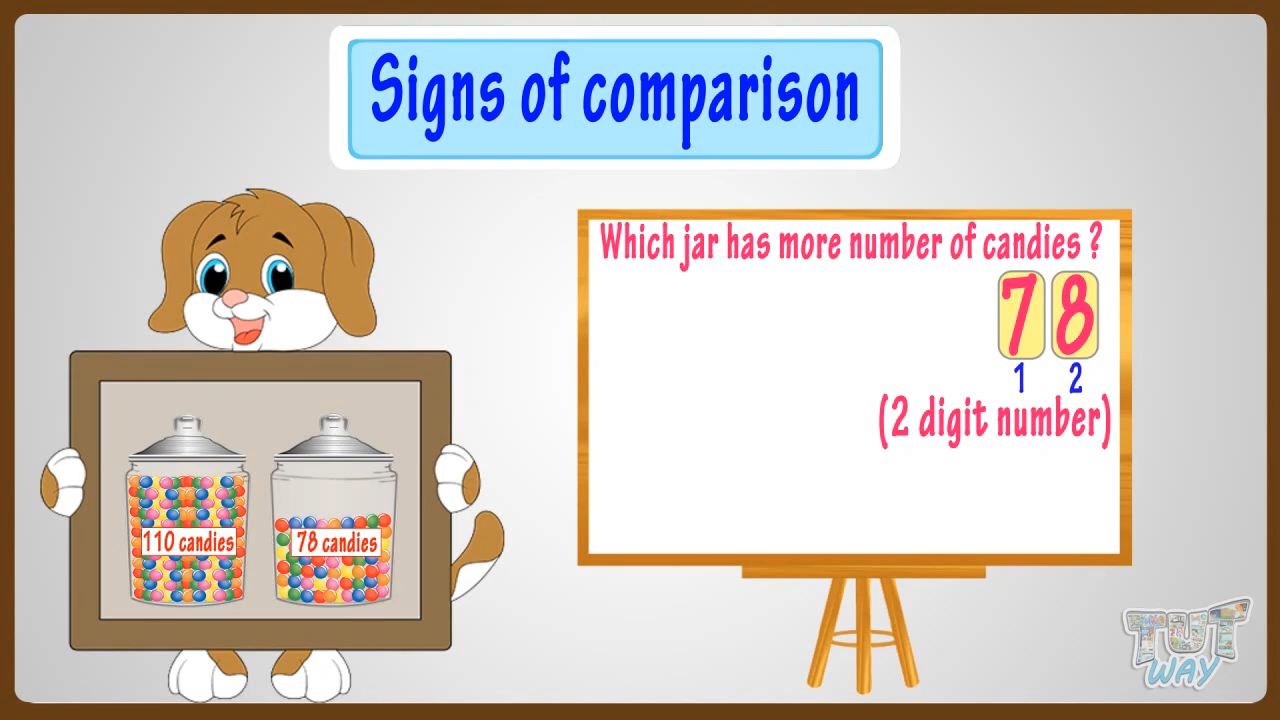 Signs of comparison
Which jar has more number of candies ?
7 8
1 2
(2 digit number)
110 candies
78 candies
TUT
WAY